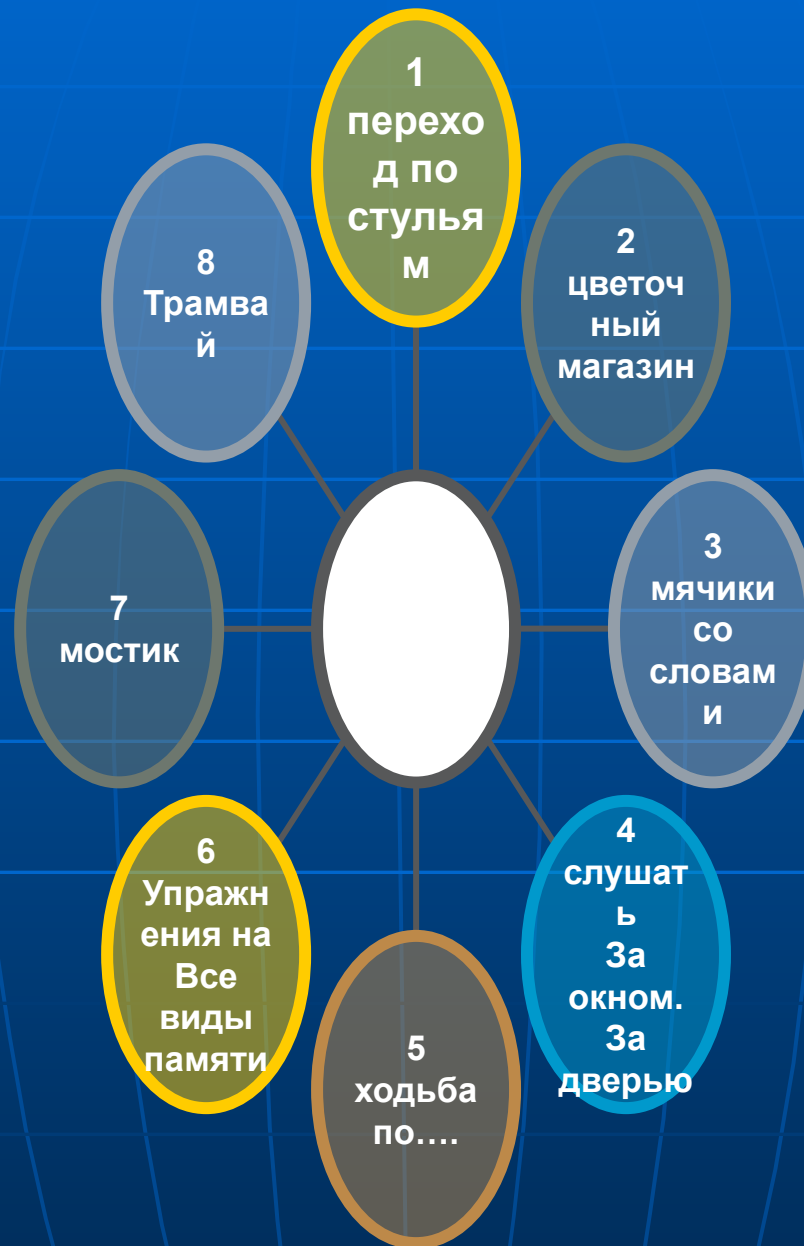 1
перехо
д по
стулья
м
2
цветоч
ный
магазин
3
мячики
со
словам
и
4
слушат
ь
За
окном.
За
дверью
5
ходьба
по….
6
Упражн
ения на
Все
виды
памяти
7
мостик
8
Трамва
й